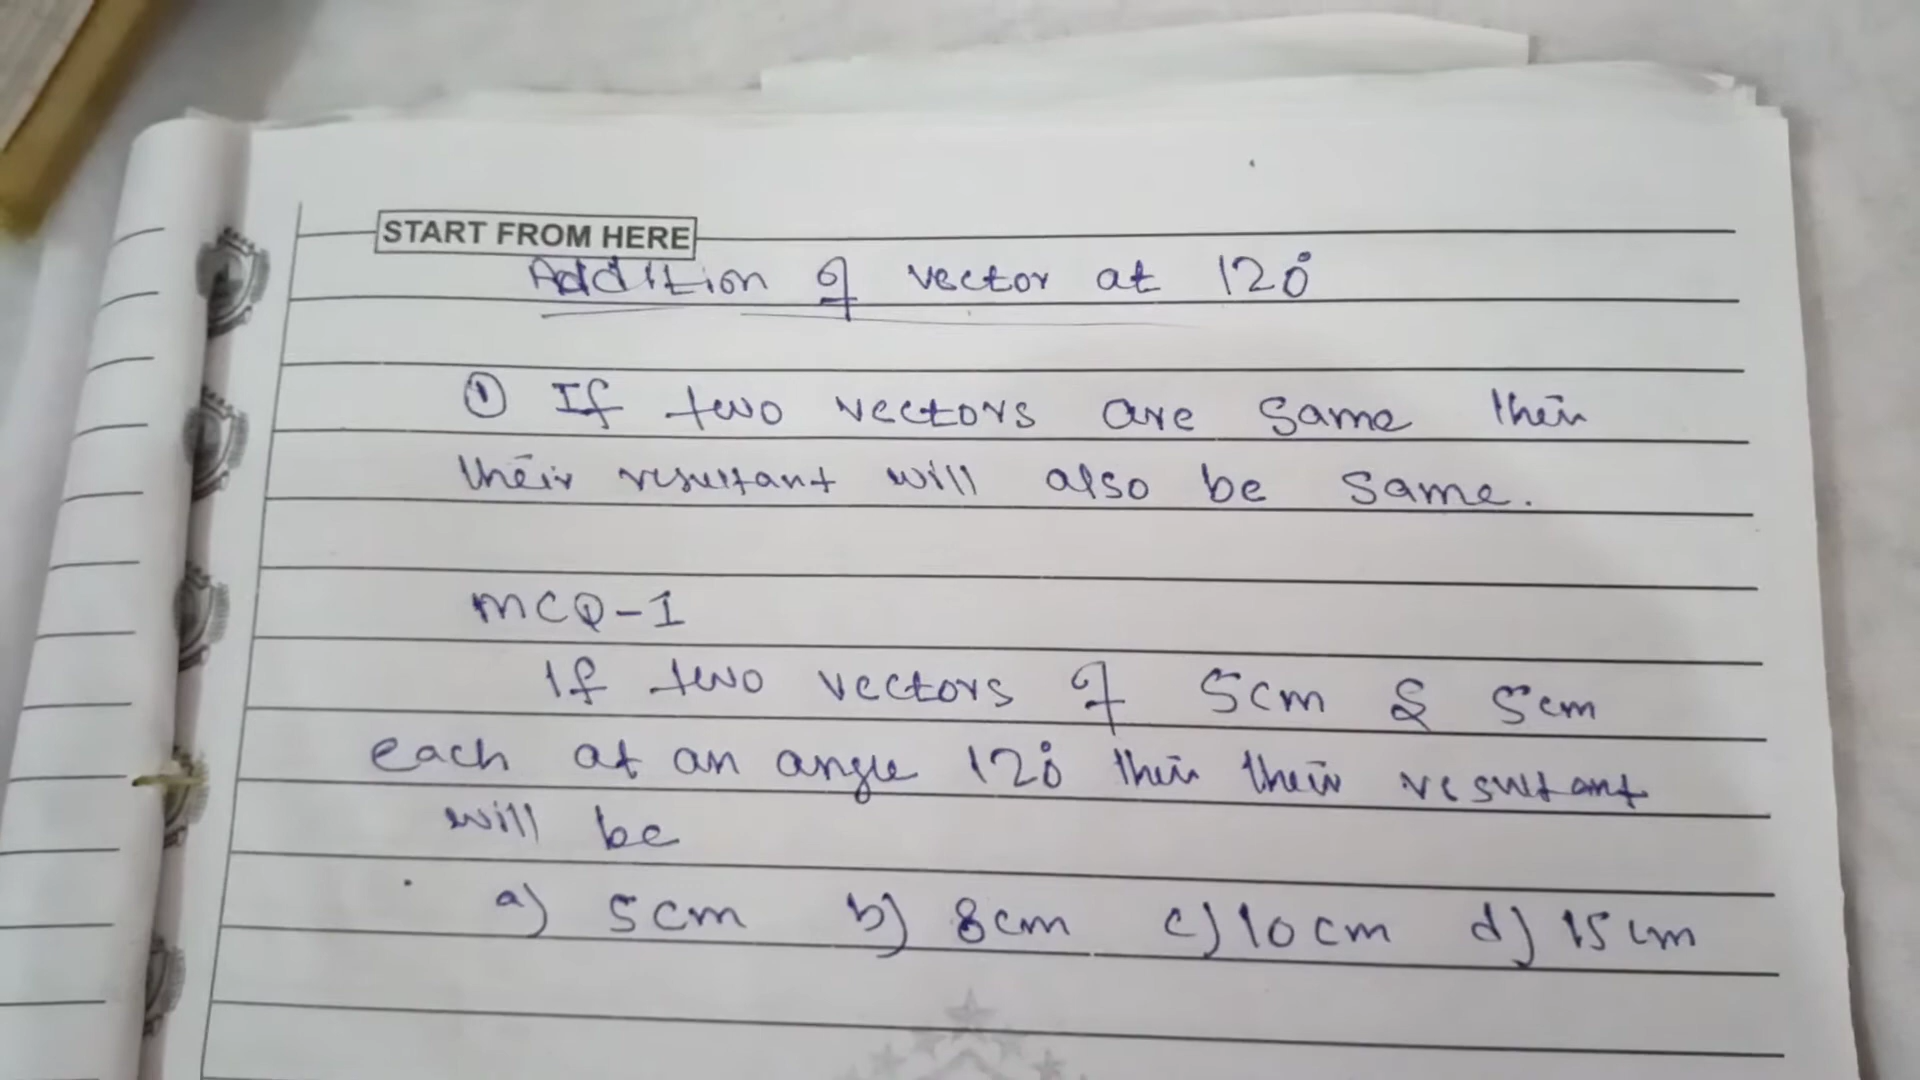 START FROM HERE
Addition of vector at 120°
① If two vectors are same then
their resultant will also be same.
MCQ-1
If two vectors of 5cm & 5cm
each at an angle 120° then their resultant
will be
a) 5cm b) 8cm c) 10cm d) 15cm